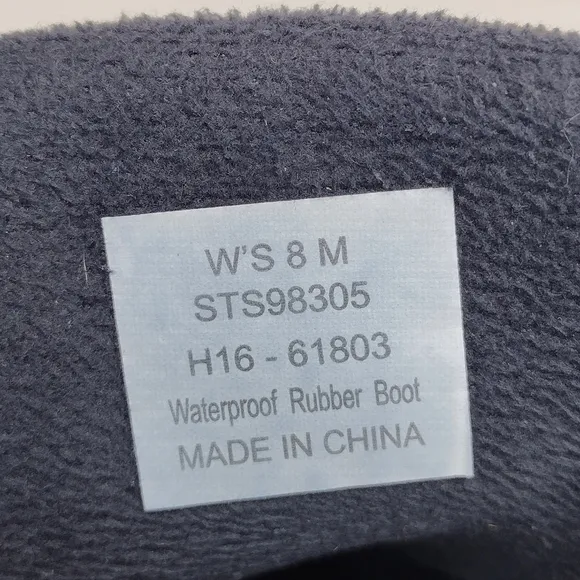 W'S 8 M
STS98305
H16 - 61803
Waterproof Rubber Boot
MADE IN CHINA